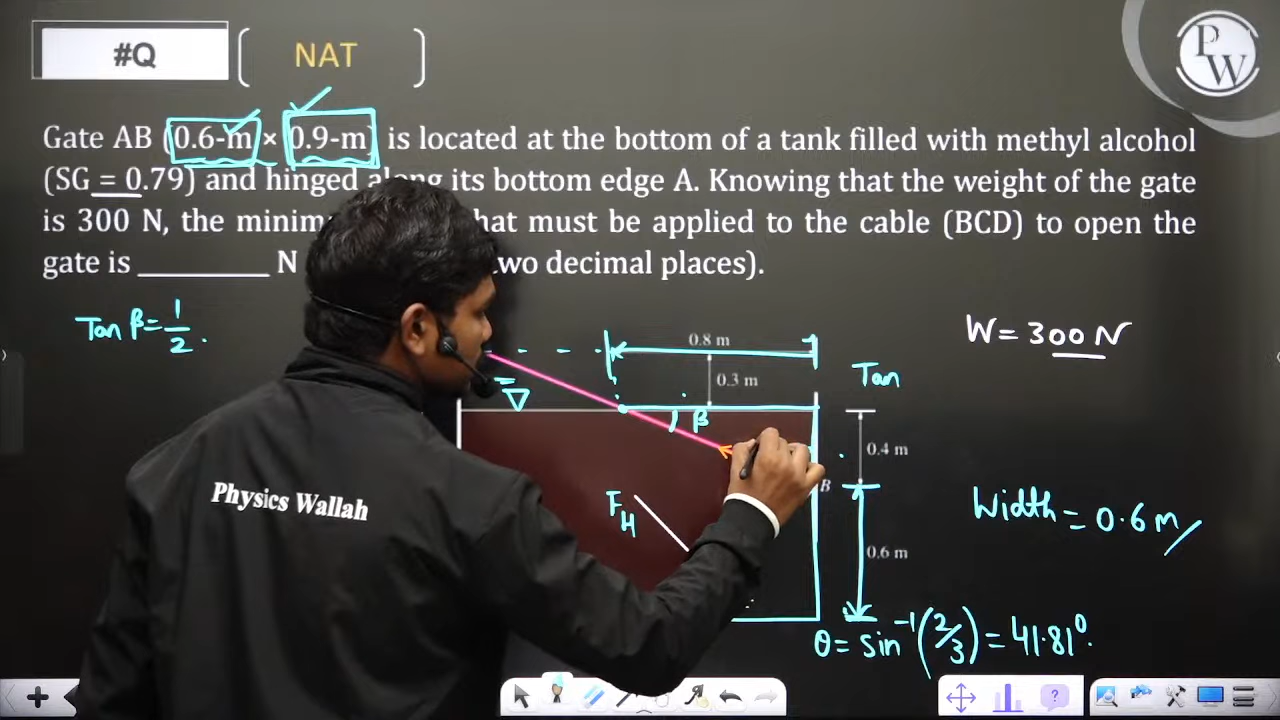 #Q
NAT
P
W
Gate AB (0.6-m × 0.9-m) is located at the bottom of a tank filled with methyl alcohol
(SG = 0.79) and hinged along its bottom edge A. Knowing that the weight of the gate
is 300 N, the minim hat must be applied to the cable (BCD) to open the
gate is ________ N two decimal places).
Tan β = 1/2.
W = 300 N
0.8 m
Tan
0.3 m
β
0.4 m
B
Physics Wallah
F_H
Width = 0.6 m
0.6 m
θ = sin⁻¹(2/3) = 41.81°.